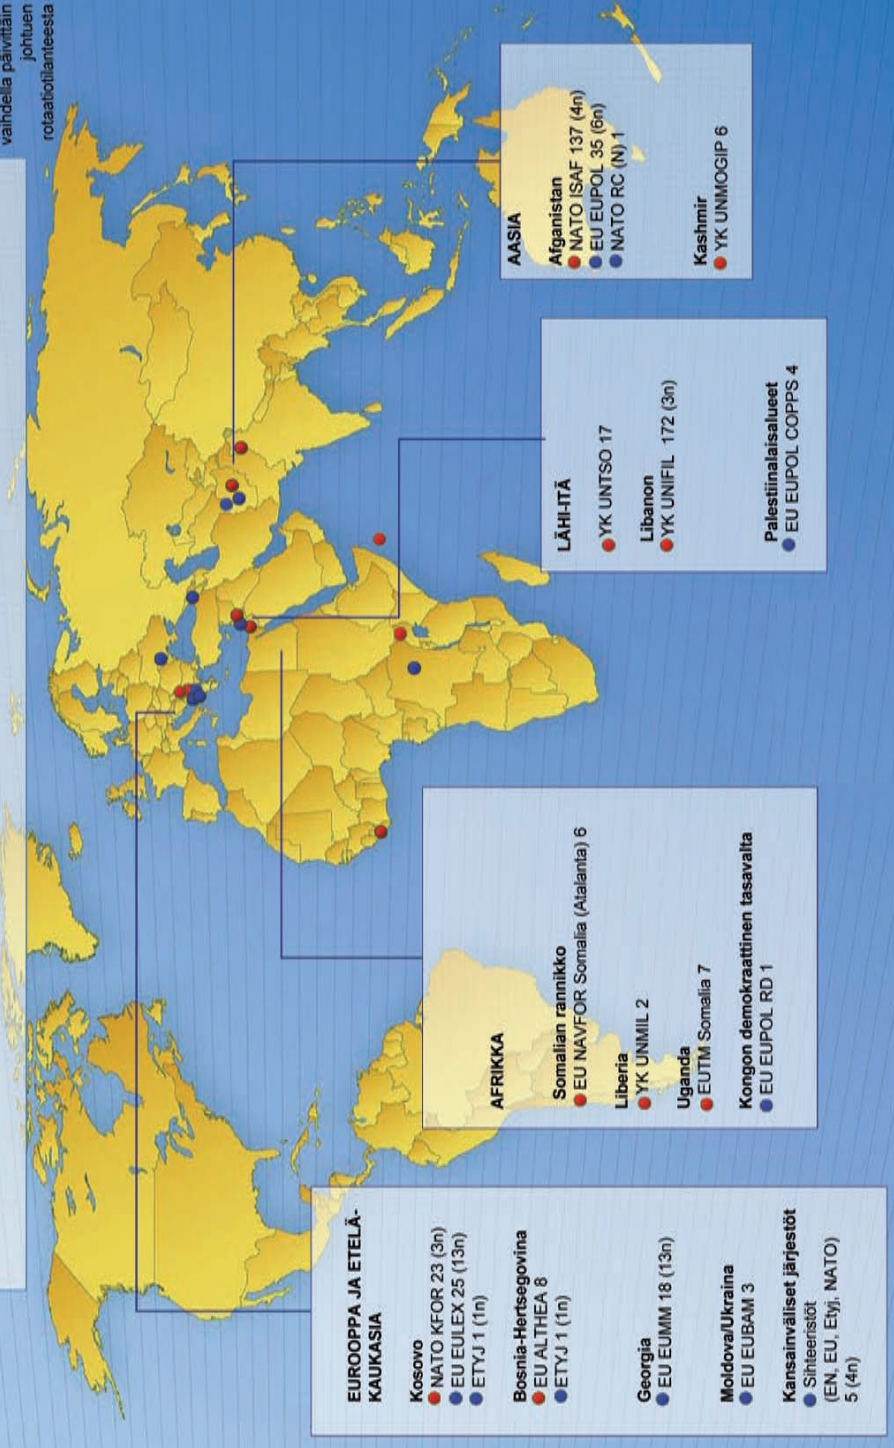 vaihdella päivittäin
johtuen
rotaatiotilanteesta
EUROOPPA JA ETELÄ-
KAUKASIA
Kosovo
NATO KFOR 23 (3n)
EU EULEX 25 (13n)
ETYJ 1 (1n)
Bosnia-Hertsegovina
EU ALTHEA 8
ETYJ 1 (1n)
Georgia
EU EUMM 18 (13n)
Moldova/Ukraina
EU EUBAM 3
Kansainväliset järjestöt
Sihteeristöt
(EN, EU, Etyj, NATO)
5 (4n)
AFRIKKA
Somalian rannikko
EU NAVFOR Somalia (Atalanta) 6
Liberia
YK UNMIL 2
Uganda
EUTM Somalia 7
Kongon demokraattinen tasavalta
EU EUPOL RD 1
LÄHI-ITÄ
YK UNTSO 17
Libanon
YK UNIFIL 172 (3n)
Palestiinalaisalueet
EU EUPOL COPPS 4
AASIA
Afganistan
NATO ISAF 137 (4n)
EU EUPOL 35 (6n)
NATO RC (N) 1
Kashmir
YK UNMOGIP 6